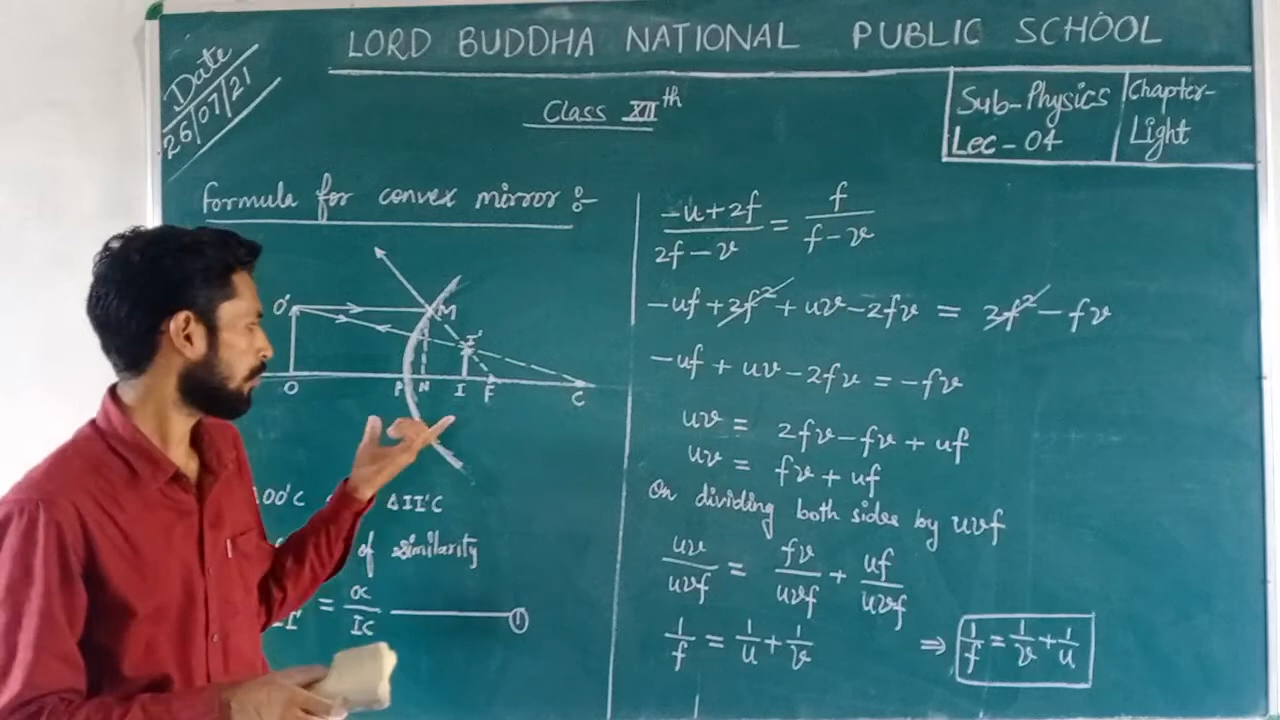 LORD BUDDHA NATIONAL PUBLIC SCHOOL
Date
26/07/21
Class XIIth
Sub-Physics
Lec-04
Chapter-
Light
Formula for convex mirror :-
O' M I'
O P N I F C
OO'C ΔII'C
of similarity
= OC/IC ——— ①
(-u+2f)/(2f-v) = f/(f-v)
-uf + 2f² + uv - 2fv = 2f² - fv
-uf + uv - 2fv = -fv
uv = 2fv - fv + uf
uv = fv + uf
On dividing both sides by uvf
uv/uvf = fv/uvf + uf/uvf
1/f = 1/u + 1/v ⇒ 1/f = 1/v + 1/u